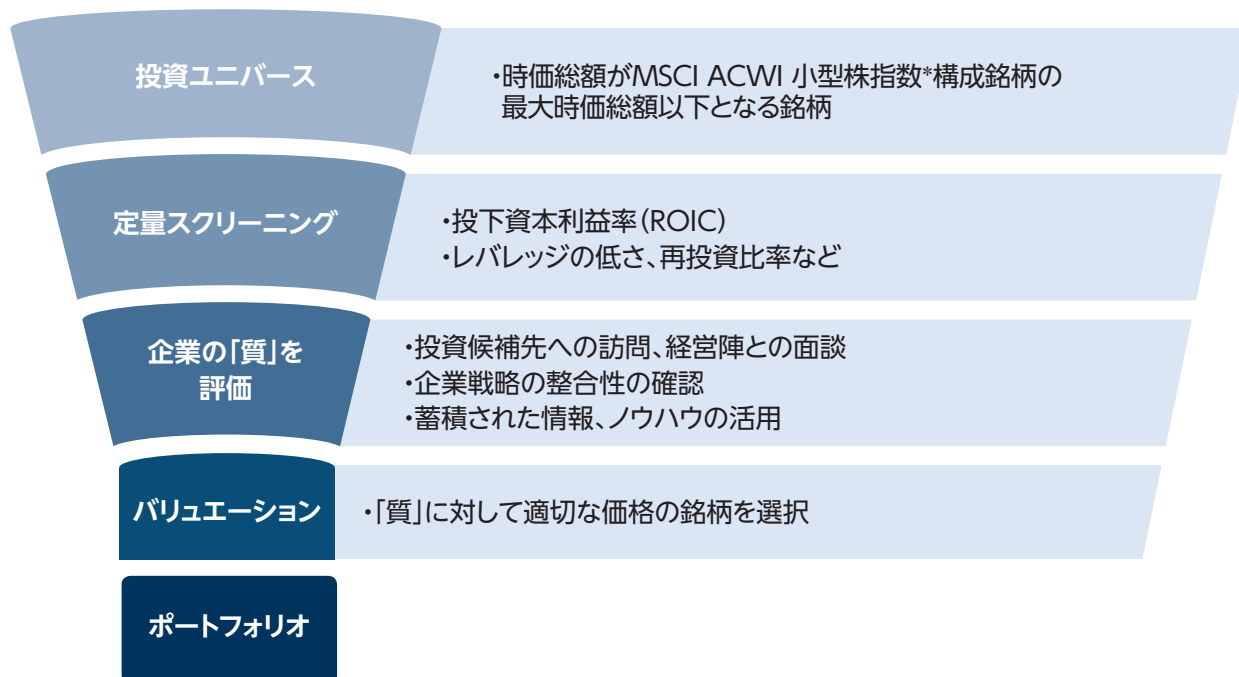 投資ユニバース
・時価総額がMSCI ACWI 小型株指数*構成銘柄の
最大時価総額以下となる銘柄
定量スクリーニング
・投下資本利益率(ROIC)
・レバレッジの低さ、再投資比率など
企業の「質」を
評価
・投資候補先への訪問、経営陣との面談
・企業戦略の整合性の確認
・蓄積された情報、ノウハウの活用
バリュエーション
・「質」に対して適切な価格の銘柄を選択
ポートフォリオ